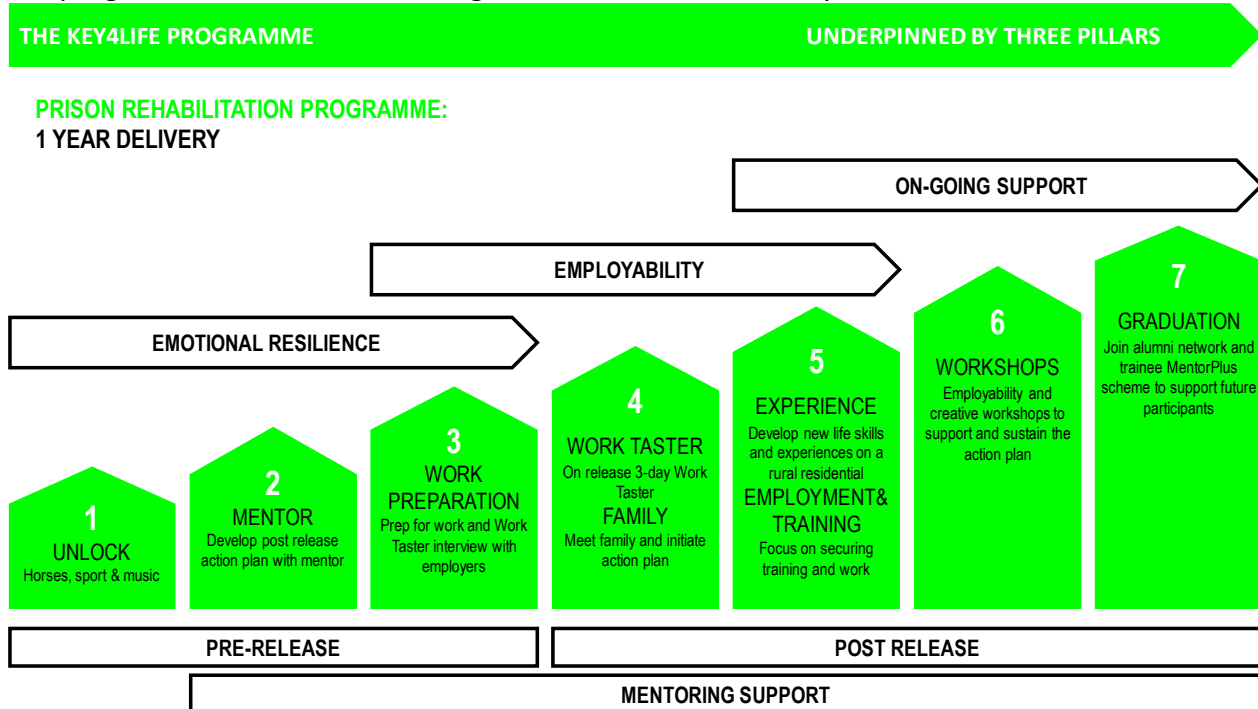 THE KEY4LIFE PROGRAMME
UNDERPINNED BY THREE PILLARS
PRISON REHABILITATION PROGRAMME:
1 YEAR DELIVERY
ON-GOING SUPPORT
EMPLOYABILITY
EMOTIONAL RESILIENCE
1
UNLOCK
Horses, sport & music
2
MENTOR
Develop post release
action plan with mentor
3
WORK
PREPARATION
Prep for work and Work
Taster interview with
employers
4
WORK TASTER
On release 3-day Work
Taster
FAMILY
Meet family and initiate
action plan
5
EXPERIENCE
Develop new life skills
and experiences on a
rural residential
EMPLOYMENT&
TRAINING
Focus on securing
training and work
6
WORKSHOPS
Employability and
creative workshops to
support and sustain the
action plan
7
GRADUATION
Join alumni network and
trainee MentorPlus
scheme to support future
participants
PRE-RELEASE
POST RELEASE
MENTORING SUPPORT